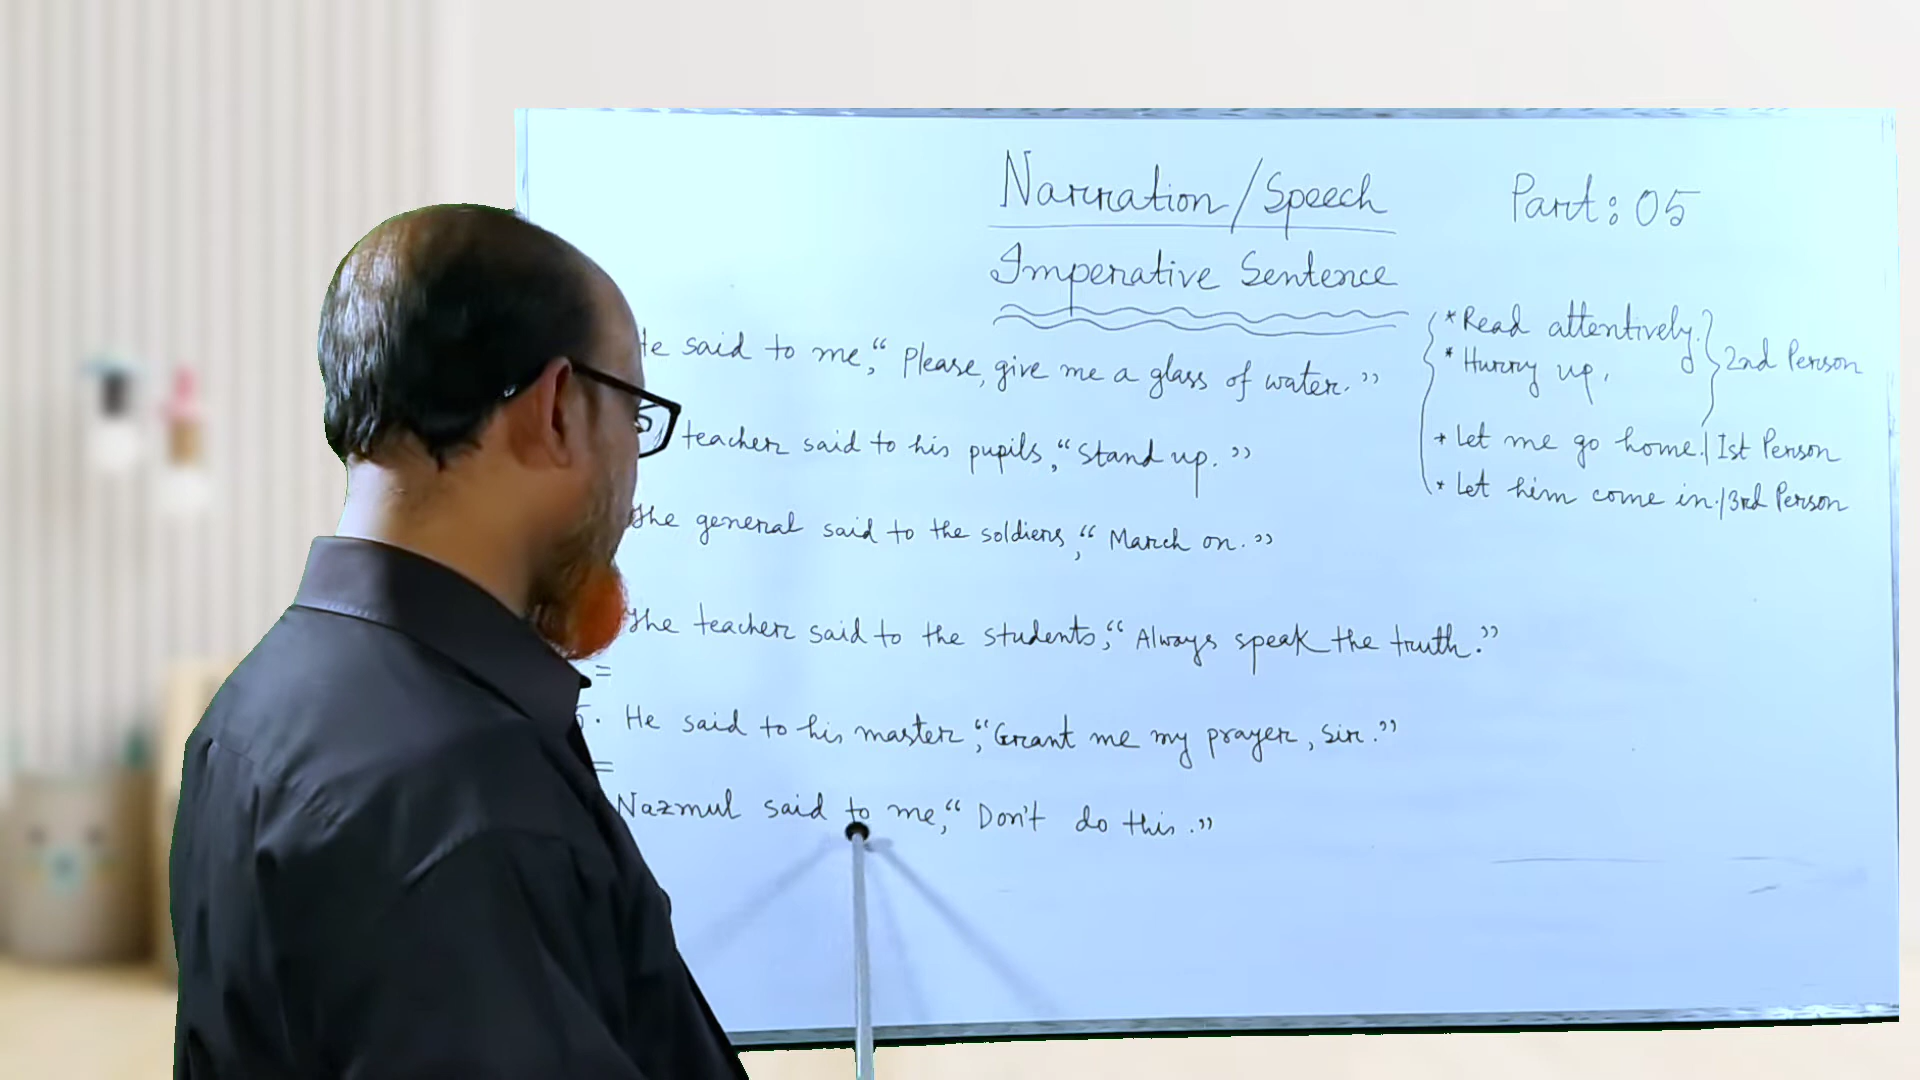 Narration/Speech
Part: 05
Imperative Sentence
He said to me, "Please, give me a glass of water."
teacher said to his pupils, "Stand up."
The general said to the soldiers, "March on."
The teacher said to the students, "Always speak the truth."
=
5. He said to his master, "Grant me my prayer, sir."
=
Nazmul said to me, "Don't do this."
* Read attentively.
* Hurry up.
2nd Person
* Let me go home. 1st Person
* Let him come in. 3rd Person